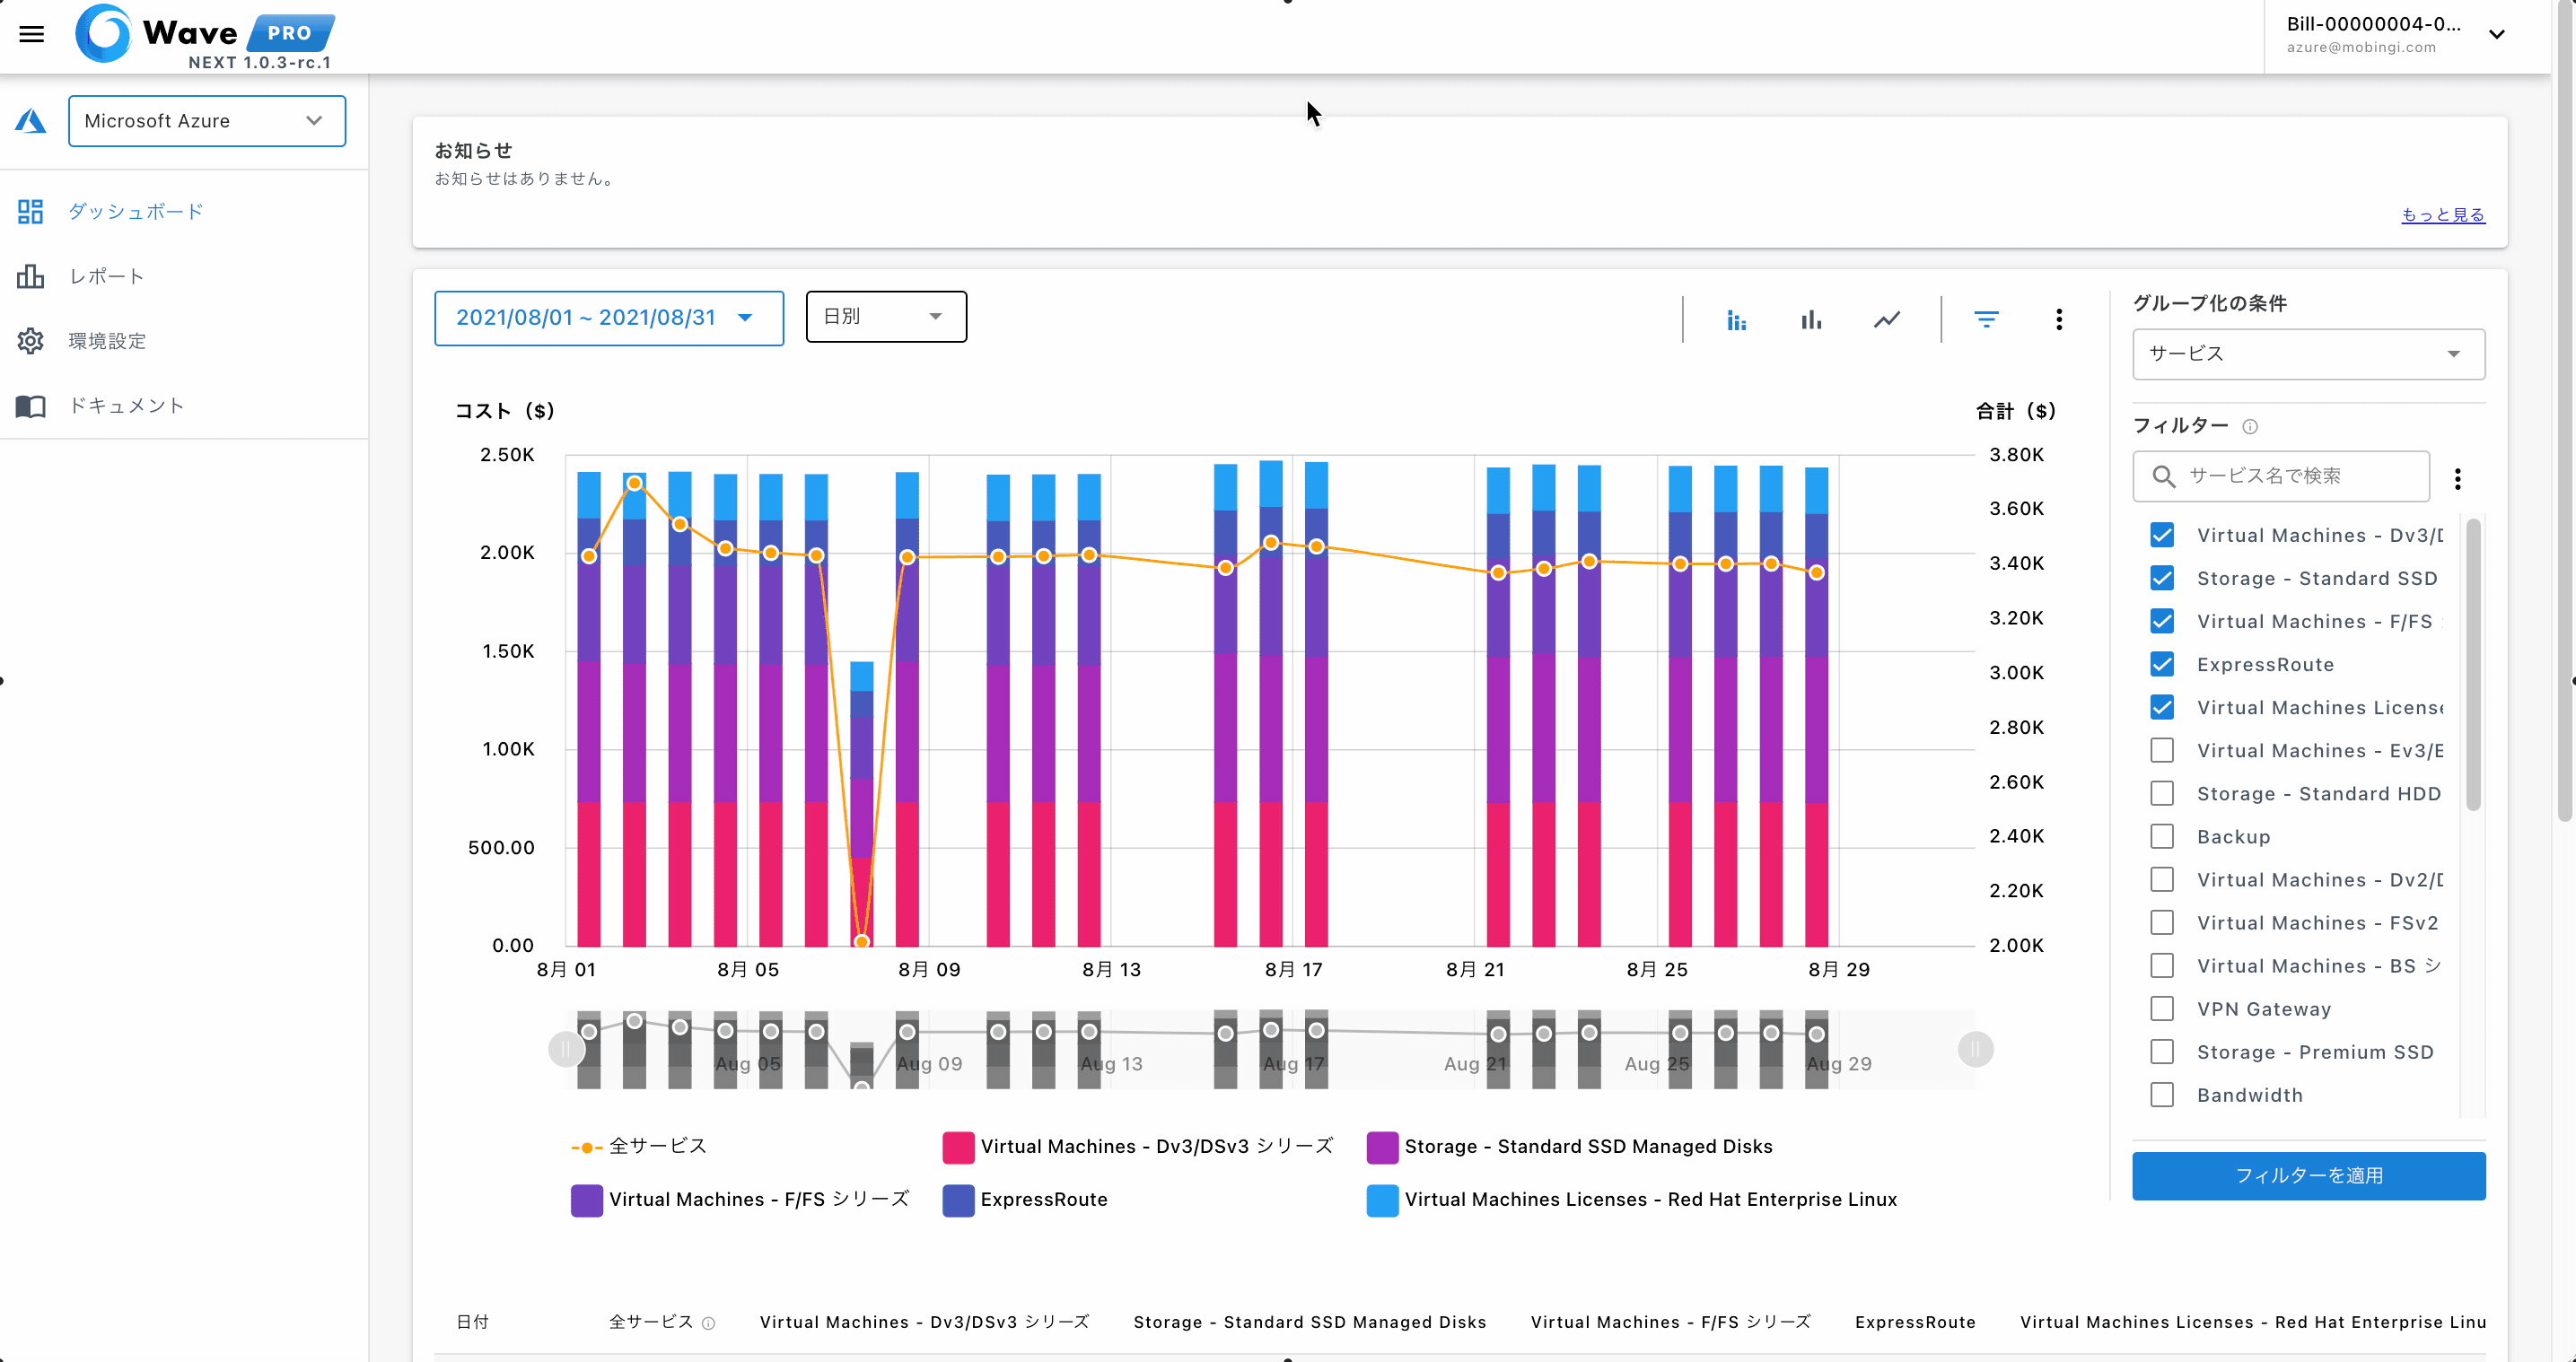 Wave PRO
NEXT 1.0.3-rc.1
Bill-00000004-0...
azure@mobingi.com
Microsoft Azure
ダッシュボード
レポート
環境設定
ドキュメント
お知らせ
お知らせはありません。
もっと見る
2021/08/01 ~ 2021/08/31
日別
グループ化の条件
サービス
フィルター
サービス名で検索
Virtual Machines - Dv3/D
Storage - Standard SSD
Virtual Machines - F/FS
ExpressRoute
Virtual Machines License
Virtual Machines - Ev3/E
Storage - Standard HDD
Backup
Virtual Machines - Dv2/D
Virtual Machines - FSv2
Virtual Machines - BS シ
VPN Gateway
Storage - Premium SSD
Bandwidth
フィルターを適用
コスト（$）
合計（$）
2.50K
2.00K
1.50K
1.00K
500.00
0.00
3.80K
3.60K
3.40K
3.20K
3.00K
2.80K
2.60K
2.40K
2.20K
2.00K
8月 01
8月 05
8月 09
8月 13
8月 17
8月 21
8月 25
8月 29
Aug 05
Aug 09
Aug 13
Aug 17
Aug 21
Aug 25
Aug 29
全サービス
Virtual Machines - Dv3/DSv3 シリーズ
Storage - Standard SSD Managed Disks
Virtual Machines - F/FS シリーズ
ExpressRoute
Virtual Machines Licenses - Red Hat Enterprise Linux
日付
全サービス
Virtual Machines - Dv3/DSv3 シリーズ
Storage - Standard SSD Managed Disks
Virtual Machines - F/FS シリーズ
ExpressRoute
Virtual Machines Licenses - Red Hat Enterprise Linu